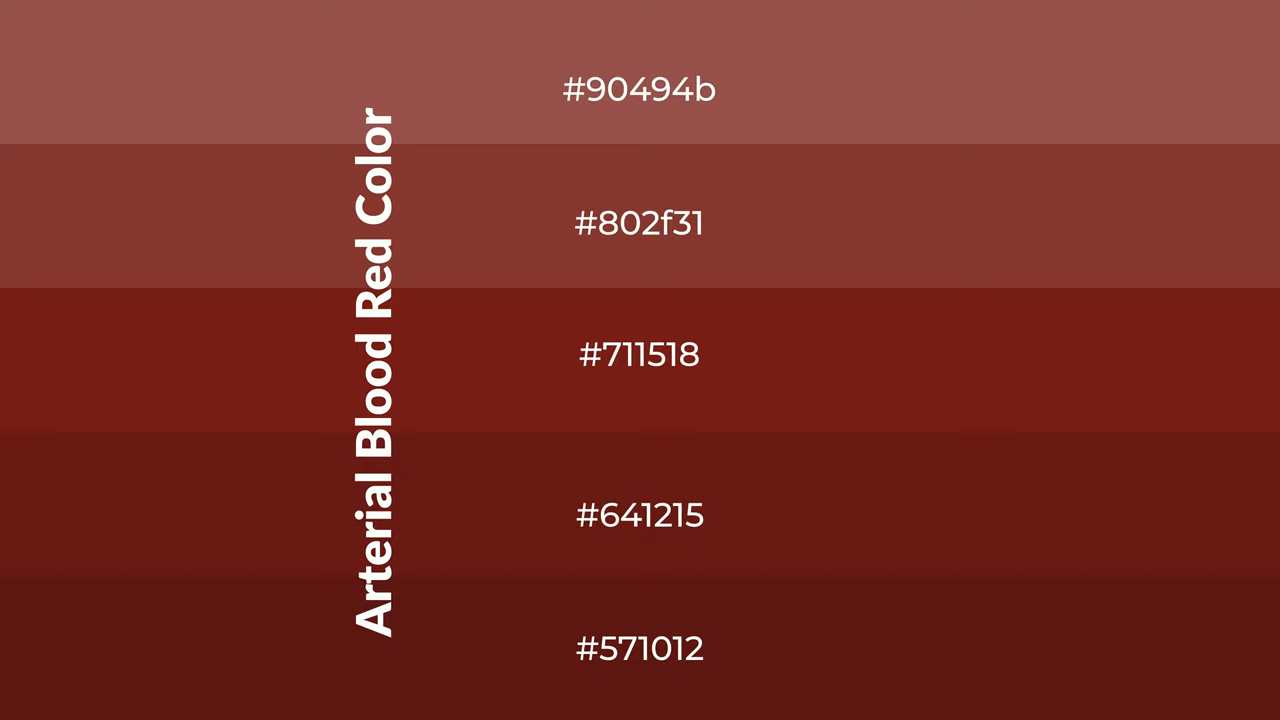 Arterial Blood Red Color
#90494b
#802f31
#711518
#641215
#571012